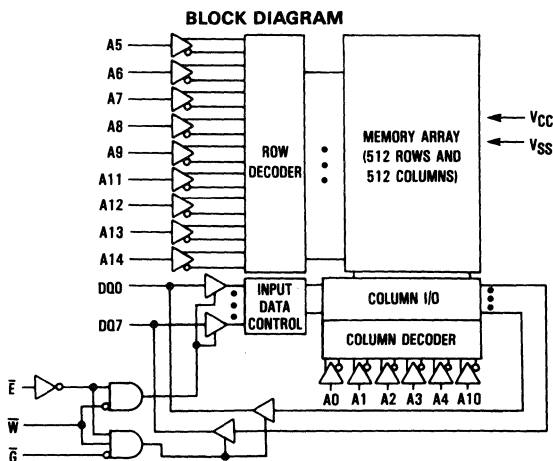 BLOCK DIAGRAM
A5
A6
A7
A8
A9
A11
A12
A13
A14
ROW
DECODER
MEMORY ARRAY
(512 ROWS AND
512 COLUMNS)
VCC
VSS
DQ0
DQ7
INPUT
DATA
CONTROL
COLUMN I/O
COLUMN DECODER
A0 A1 A2 A3 A4 A10
E̅
W̅
G̅